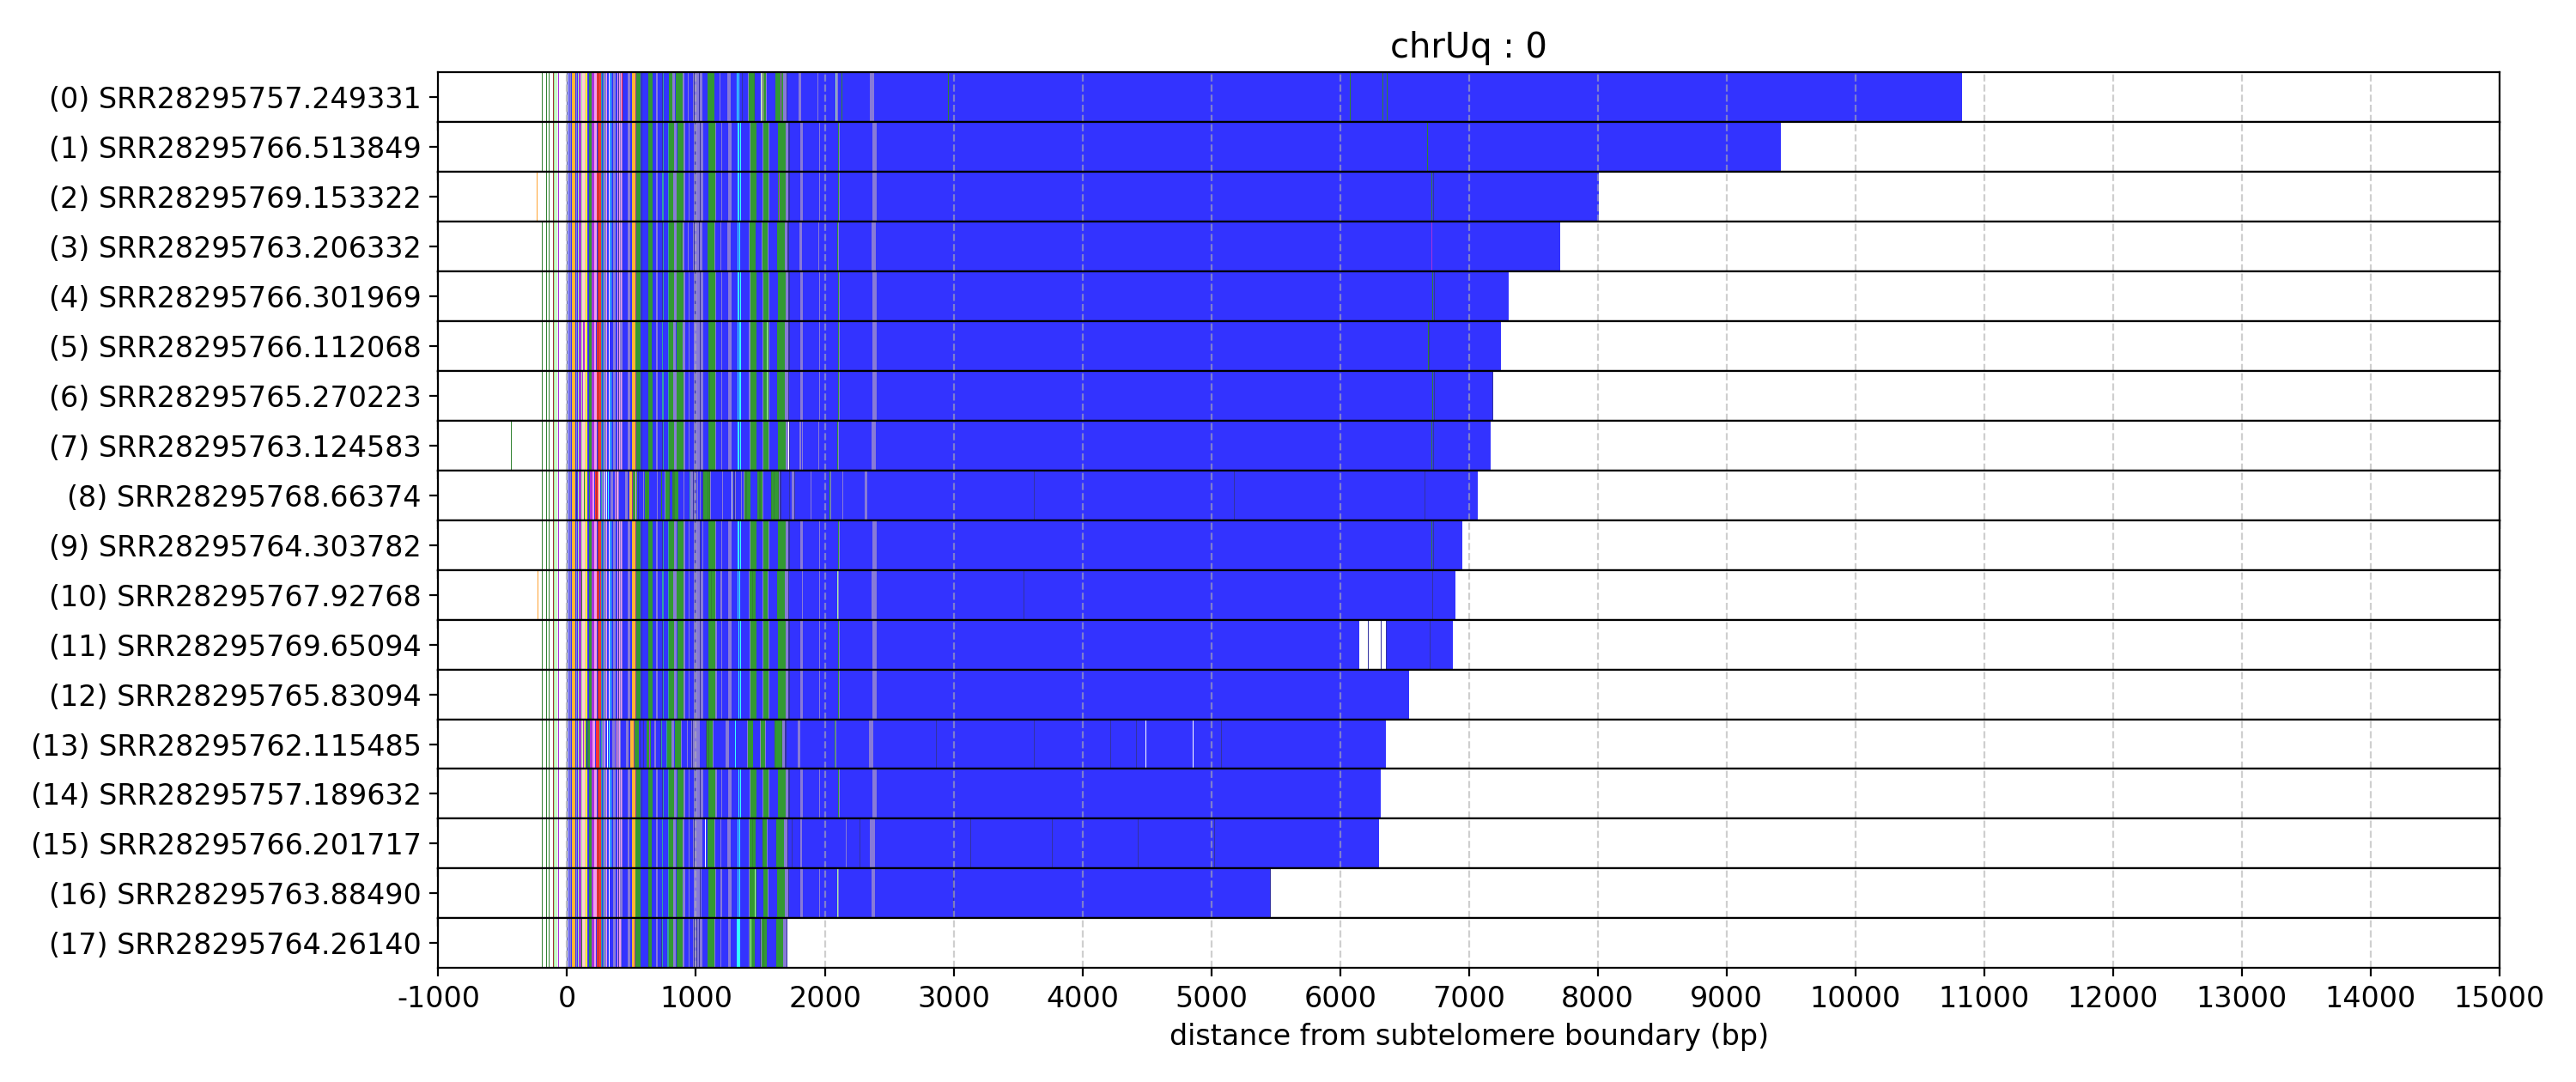 chrUq : 0
(0) SRR28295757.249331
(1) SRR28295766.513849
(2) SRR28295769.153322
(3) SRR28295763.206332
(4) SRR28295766.301969
(5) SRR28295766.112068
(6) SRR28295765.270223
(7) SRR28295763.124583
(8) SRR28295768.66374
(9) SRR28295764.303782
(10) SRR28295767.92768
(11) SRR28295769.65094
(12) SRR28295765.83094
(13) SRR28295762.115485
(14) SRR28295757.189632
(15) SRR28295766.201717
(16) SRR28295763.88490
(17) SRR28295764.26140
-1000 0 1000 2000 3000 4000 5000 6000 7000 8000 9000 10000 11000 12000 13000 14000 15000
distance from subtelomere boundary (bp)